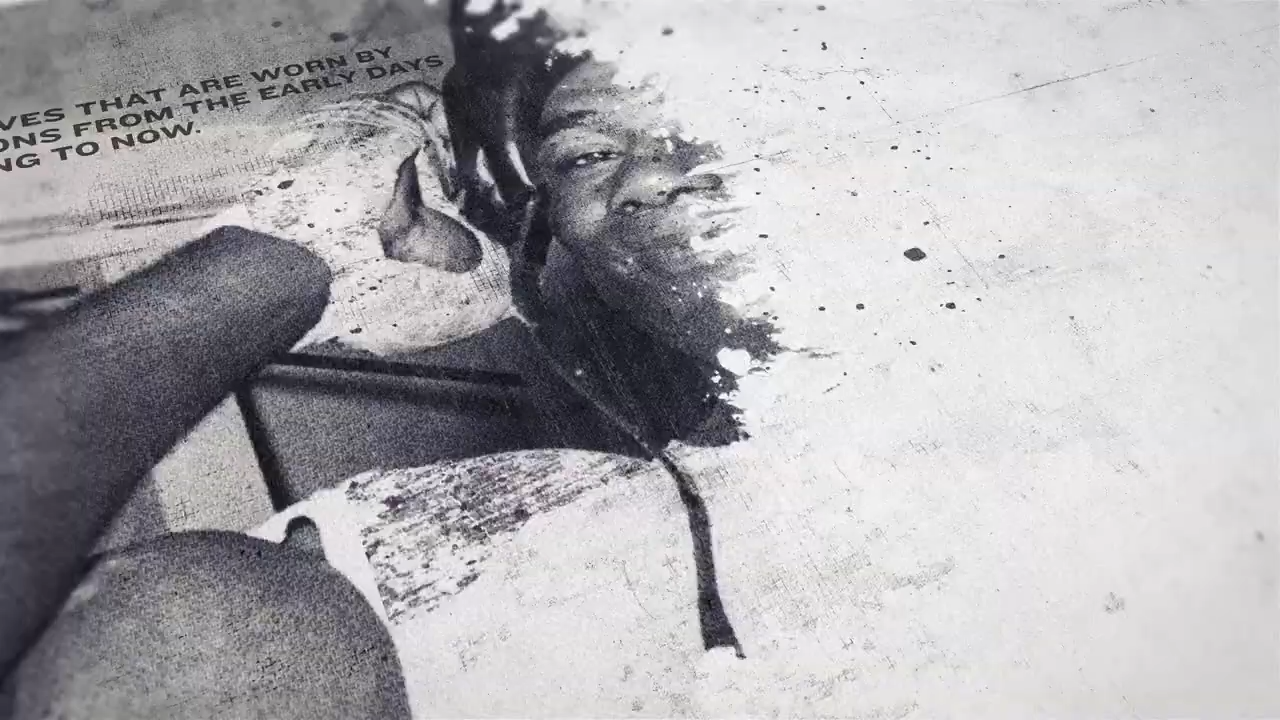 VES THAT ARE WORN BY
ONS FROM THE EARLY DAYS
NG TO NOW.